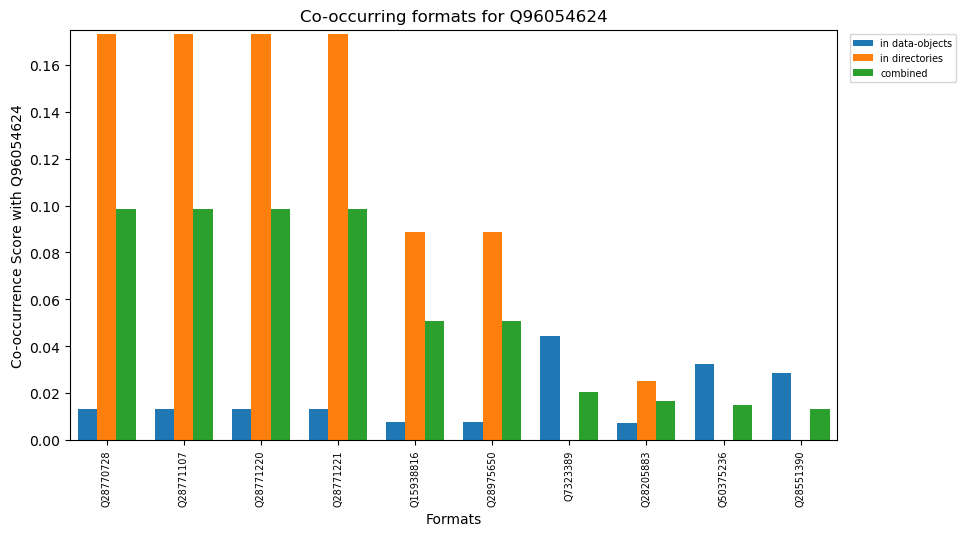 Co-occurring formats for Q96054624
in data-objects
in directories
combined
Co-occurrence Score with Q96054624
0.16
0.14
0.12
0.10
0.08
0.06
0.04
0.02
0.00
Q28770728
Q28771107
Q28771220
Q28771221
Q15938816
Q28975650
Q7323389
Q28205883
Q50375236
Q28551390
Formats